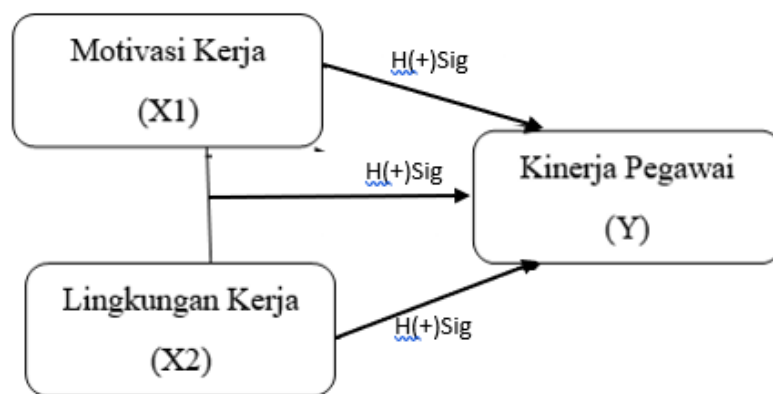 Motivasi Kerja
(X1)
H(+)Sig
H(+)Sig
Kinerja Pegawai
(Y)
Lingkungan Kerja
(X2)
H(+)Sig